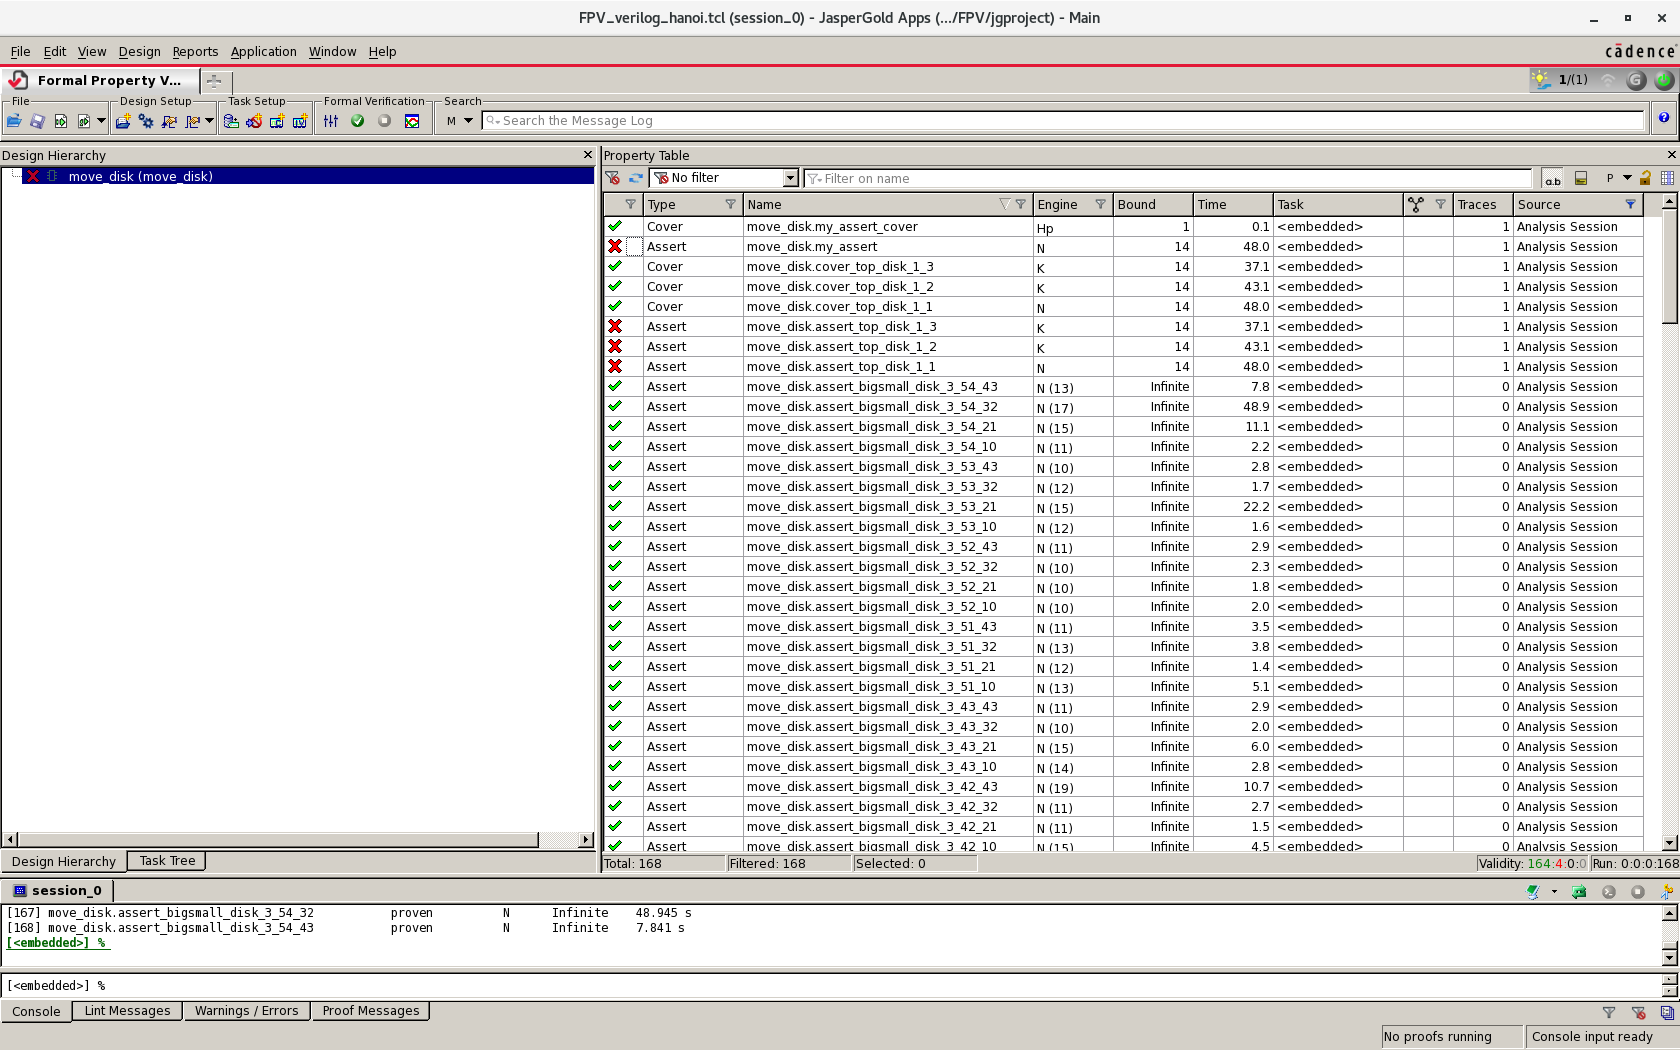 FPV_verilog_hanoi.tcl (session_0) - JasperGold Apps (.../FPV/jgproject) - Main
File Edit View Design Reports Application Window Help
cādence
Formal Property V...
1/(1)
File Design Setup Task Setup Formal Verification Search
M Search the Message Log
Design Hierarchy
move_disk (move_disk)
Design Hierarchy Task Tree
Property Table
No filter Filter on name a.b P
Type Name Engine Bound Time Task Traces Source
Cover move_disk.my_assert_cover Hp 1 0.1 <embedded> 1 Analysis Session
Assert move_disk.my_assert N 14 48.0 <embedded> 1 Analysis Session
Cover move_disk.cover_top_disk_1_3 K 14 37.1 <embedded> 1 Analysis Session
Cover move_disk.cover_top_disk_1_2 K 14 43.1 <embedded> 1 Analysis Session
Cover move_disk.cover_top_disk_1_1 N 14 48.0 <embedded> 1 Analysis Session
Assert move_disk.assert_top_disk_1_3 K 14 37.1 <embedded> 1 Analysis Session
Assert move_disk.assert_top_disk_1_2 K 14 43.1 <embedded> 1 Analysis Session
Assert move_disk.assert_top_disk_1_1 N 14 48.0 <embedded> 1 Analysis Session
Assert move_disk.assert_bigsmall_disk_3_54_43 N (13) Infinite 7.8 <embedded> 0 Analysis Session
Assert move_disk.assert_bigsmall_disk_3_54_32 N (17) Infinite 48.9 <embedded> 0 Analysis Session
Assert move_disk.assert_bigsmall_disk_3_54_21 N (15) Infinite 11.1 <embedded> 0 Analysis Session
Assert move_disk.assert_bigsmall_disk_3_54_10 N (11) Infinite 2.2 <embedded> 0 Analysis Session
Assert move_disk.assert_bigsmall_disk_3_53_43 N (10) Infinite 2.8 <embedded> 0 Analysis Session
Assert move_disk.assert_bigsmall_disk_3_53_32 N (12) Infinite 1.7 <embedded> 0 Analysis Session
Assert move_disk.assert_bigsmall_disk_3_53_21 N (15) Infinite 22.2 <embedded> 0 Analysis Session
Assert move_disk.assert_bigsmall_disk_3_53_10 N (12) Infinite 1.6 <embedded> 0 Analysis Session
Assert move_disk.assert_bigsmall_disk_3_52_43 N (11) Infinite 2.9 <embedded> 0 Analysis Session
Assert move_disk.assert_bigsmall_disk_3_52_32 N (10) Infinite 2.3 <embedded> 0 Analysis Session
Assert move_disk.assert_bigsmall_disk_3_52_21 N (10) Infinite 1.8 <embedded> 0 Analysis Session
Assert move_disk.assert_bigsmall_disk_3_52_10 N (10) Infinite 2.0 <embedded> 0 Analysis Session
Assert move_disk.assert_bigsmall_disk_3_51_43 N (11) Infinite 3.5 <embedded> 0 Analysis Session
Assert move_disk.assert_bigsmall_disk_3_51_32 N (13) Infinite 3.8 <embedded> 0 Analysis Session
Assert move_disk.assert_bigsmall_disk_3_51_21 N (12) Infinite 1.4 <embedded> 0 Analysis Session
Assert move_disk.assert_bigsmall_disk_3_51_10 N (13) Infinite 5.1 <embedded> 0 Analysis Session
Assert move_disk.assert_bigsmall_disk_3_43_43 N (11) Infinite 2.9 <embedded> 0 Analysis Session
Assert move_disk.assert_bigsmall_disk_3_43_32 N (10) Infinite 2.0 <embedded> 0 Analysis Session
Assert move_disk.assert_bigsmall_disk_3_43_21 N (15) Infinite 6.0 <embedded> 0 Analysis Session
Assert move_disk.assert_bigsmall_disk_3_43_10 N (14) Infinite 2.8 <embedded> 0 Analysis Session
Assert move_disk.assert_bigsmall_disk_3_42_43 N (19) Infinite 10.7 <embedded> 0 Analysis Session
Assert move_disk.assert_bigsmall_disk_3_42_32 N (11) Infinite 2.7 <embedded> 0 Analysis Session
Assert move_disk.assert_bigsmall_disk_3_42_21 N (11) Infinite 1.5 <embedded> 0 Analysis Session
Assert move_disk.assert_bigsmall_disk_3_42_10 N (15) Infinite 4.5 <embedded> 0 Analysis Session
Total: 168 Filtered: 168 Selected: 0 Validity: 164:4:0:0 Run: 0:0:0:168
session_0
[167] move_disk.assert_bigsmall_disk_3_54_32 proven N Infinite 48.945 s
[168] move_disk.assert_bigsmall_disk_3_54_43 proven N Infinite 7.841 s
[<embedded>] %
[<embedded>] %
Console Lint Messages Warnings / Errors Proof Messages
No proofs running Console input ready